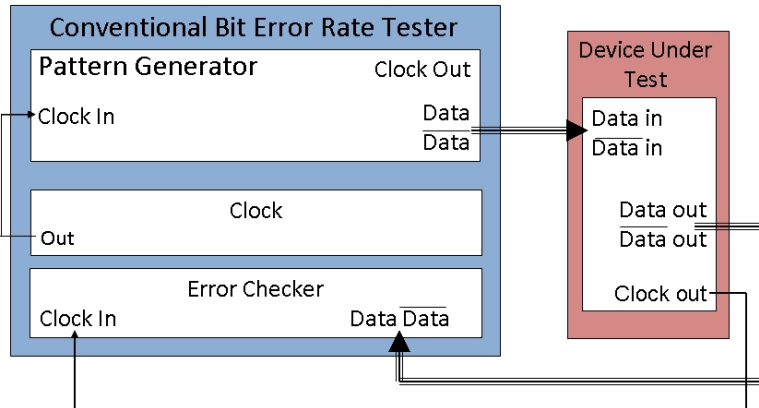 Conventional Bit Error Rate Tester
Pattern Generator
Clock Out
Clock In
Data
Data
Clock
Out
Error Checker
Clock In
Data Data
Device Under
Test
Data in
Data in
Data out
Data out
Clock out